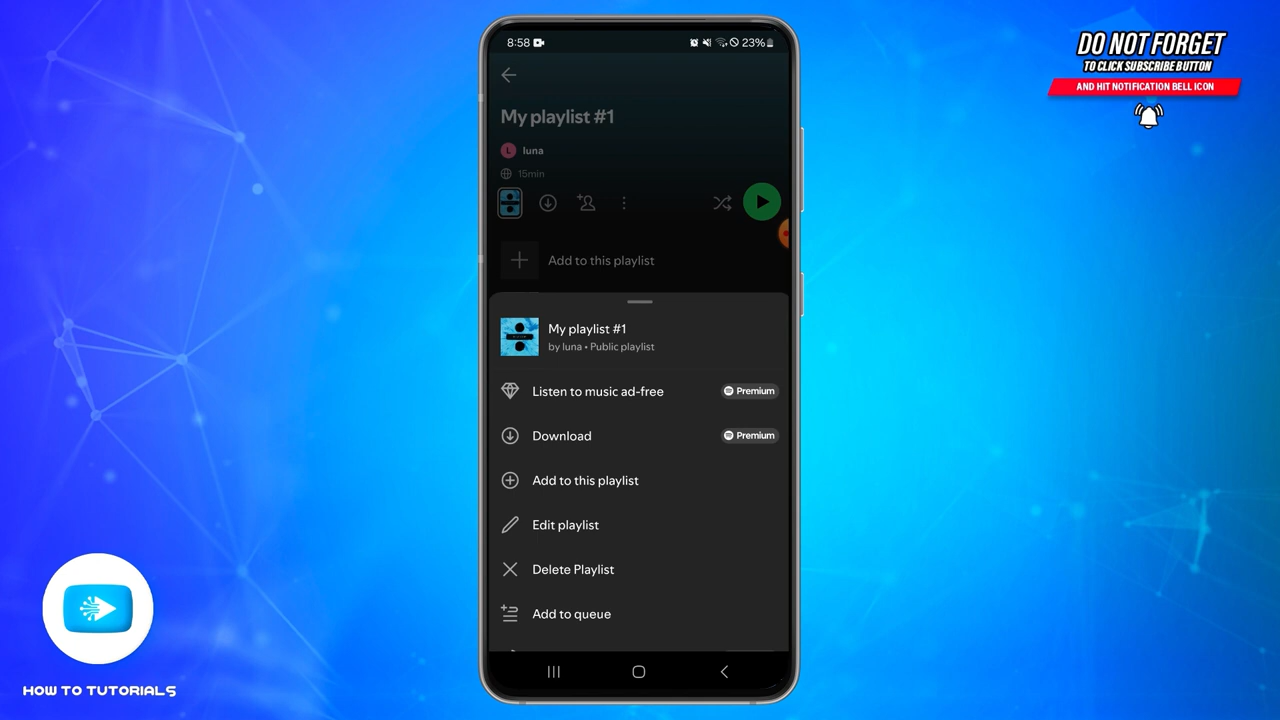 8:58
23%
My playlist #1
L luna
15min
Add to this playlist
My playlist #1
by luna • Public playlist
Listen to music ad-free Premium
Download Premium
Add to this playlist
Edit playlist
Delete Playlist
Add to queue
DO NOT FORGET
TO CLICK SUBSCRIBE BUTTON
AND HIT NOTIFICATION BELL ICON
HOW TO TUTORIALS